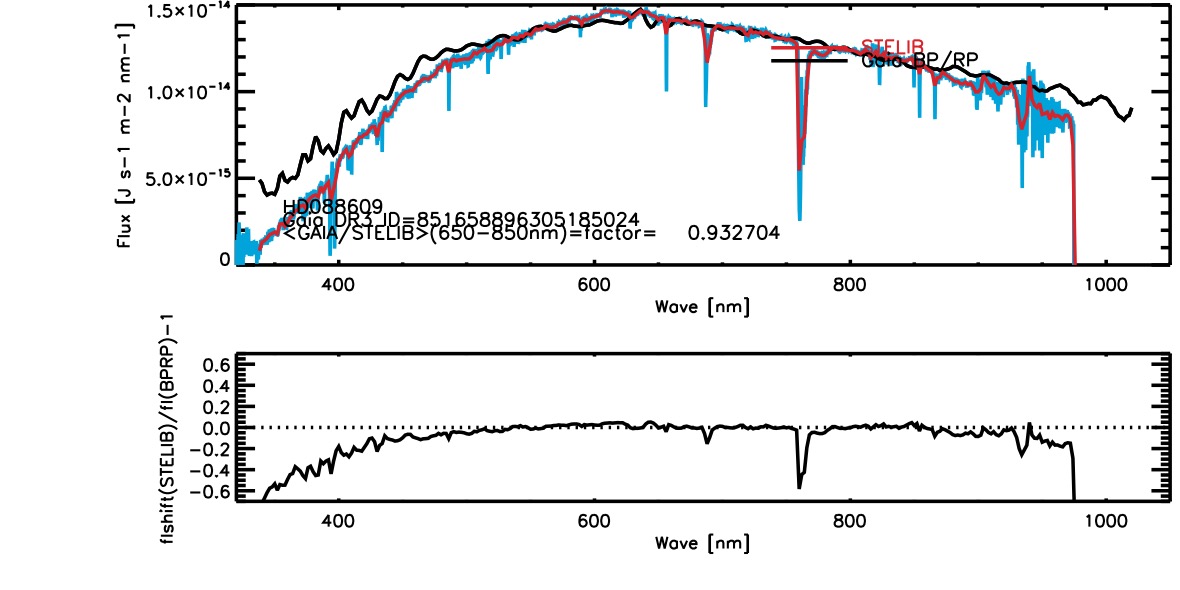 1.5×10−14
1.0×10−14
5.0×10−15
0
Flux [J s−1 m−2 nm−1]
STELIB
Gaia BP/RP
HD088609
Gaia DR3 ID=851658896305185024
<GAIA/STELIB>(650−850nm)=factor= 0.932704
400 600 800 1000
Wave [nm]
0.6
0.4
0.2
0.0
−0.2
−0.4
−0.6
flshift(STELIB)/fl(BPRP)−1
400 600 800 1000
Wave [nm]